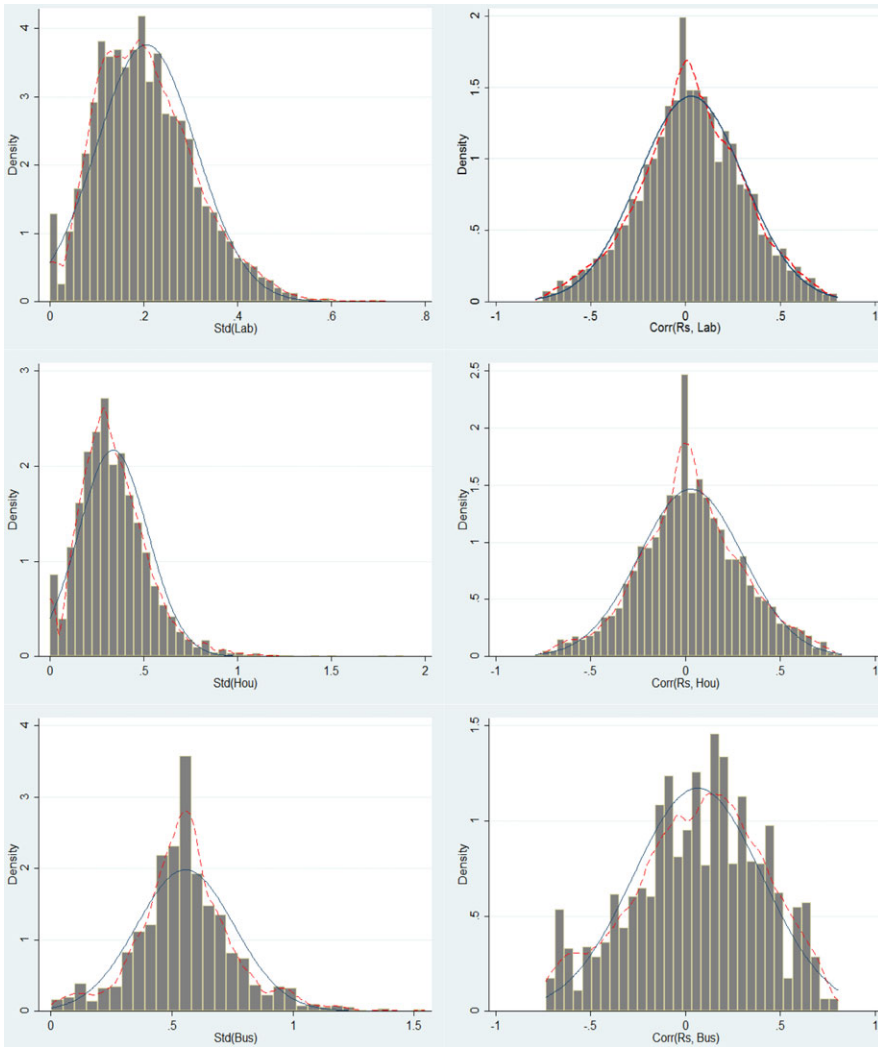 Density
4
3
2
1
0
0 .2 .4 .6 .8
Std(Lab)
Density
2
1.5
1
.5
0
-1 -.5 0 .5 1
Corr(Rs, Lab)
Density
3
2
1
0
0 .5 1 1.5 2
Std(Hou)
Density
2.5
2
1.5
1
.5
0
-1 -.5 0 .5 1
Corr(Rs, Hou)
Density
4
3
2
1
0
0 .5 1 1.5
Std(Bus)
Density
1.5
1
.5
0
-1 -.5 0 .5 1
Corr(Rs, Bus)